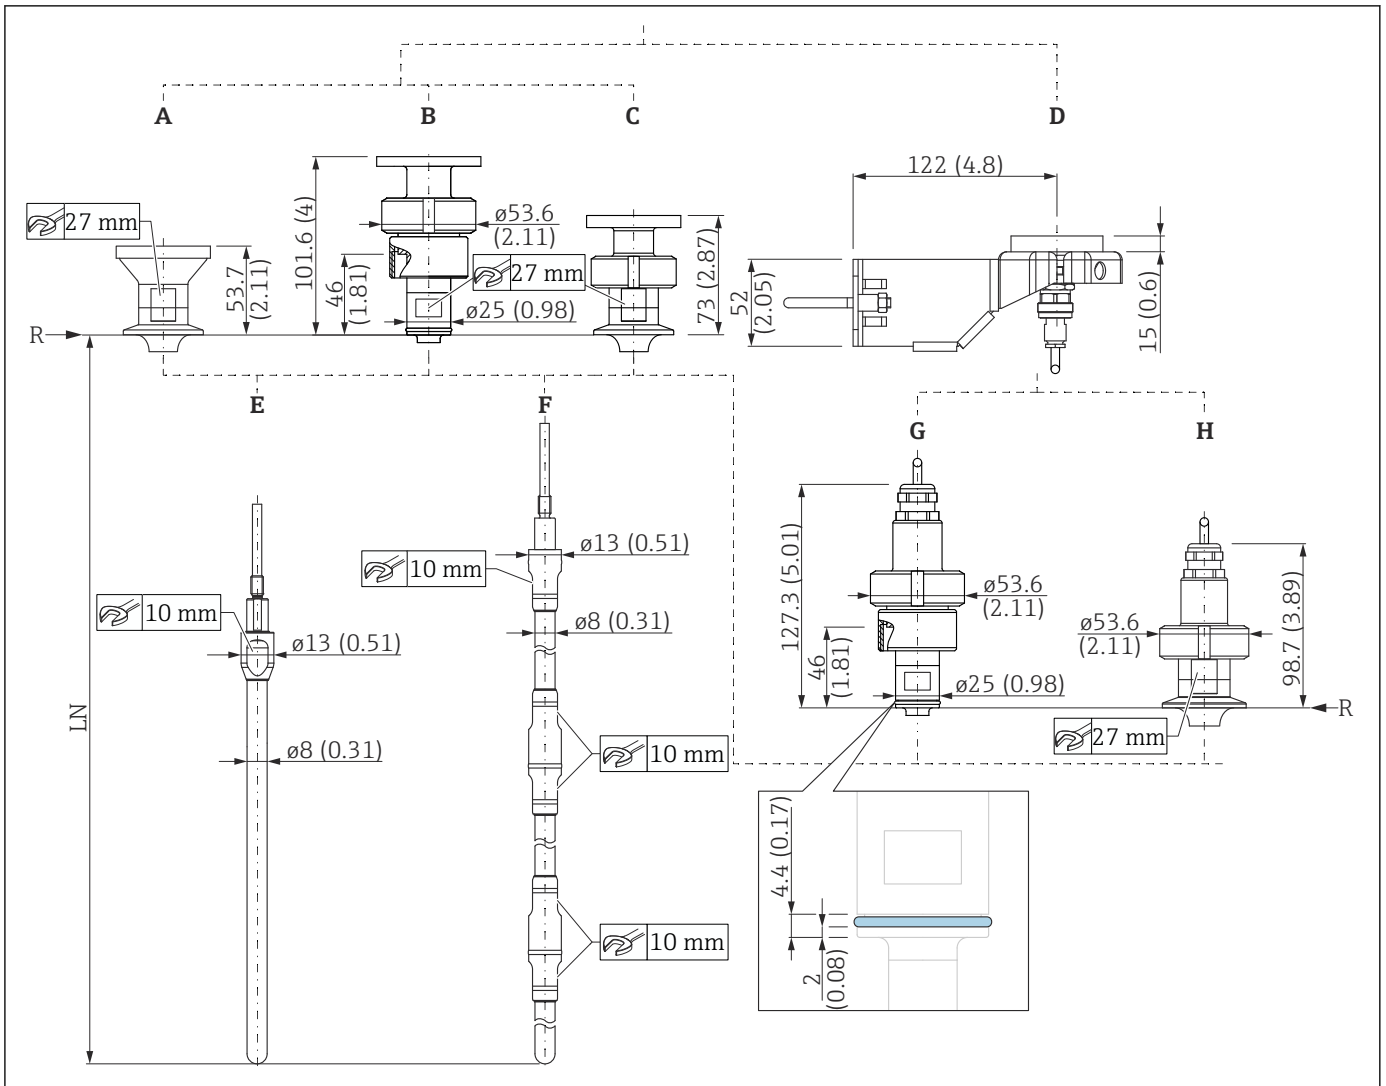 A
B
C
D
122 (4.8)
27 mm
53.7
(2.11)
101.6 (4)
46
(1.81)
ø53.6
(2.11)
27 mm
ø25 (0.98)
73 (2.87)
52
(2.05)
15 (0.6)
R
E
F
G
H
LN
10 mm
ø13 (0.51)
ø8 (0.31)
10 mm
ø13 (0.51)
ø8 (0.31)
10 mm
10 mm
127.3 (5.01)
46
(1.81)
ø53.6
(2.11)
ø25 (0.98)
ø53.6
(2.11)
98.7 (3.89)
R
27 mm
4.4 (0.17)
2
(0.08)